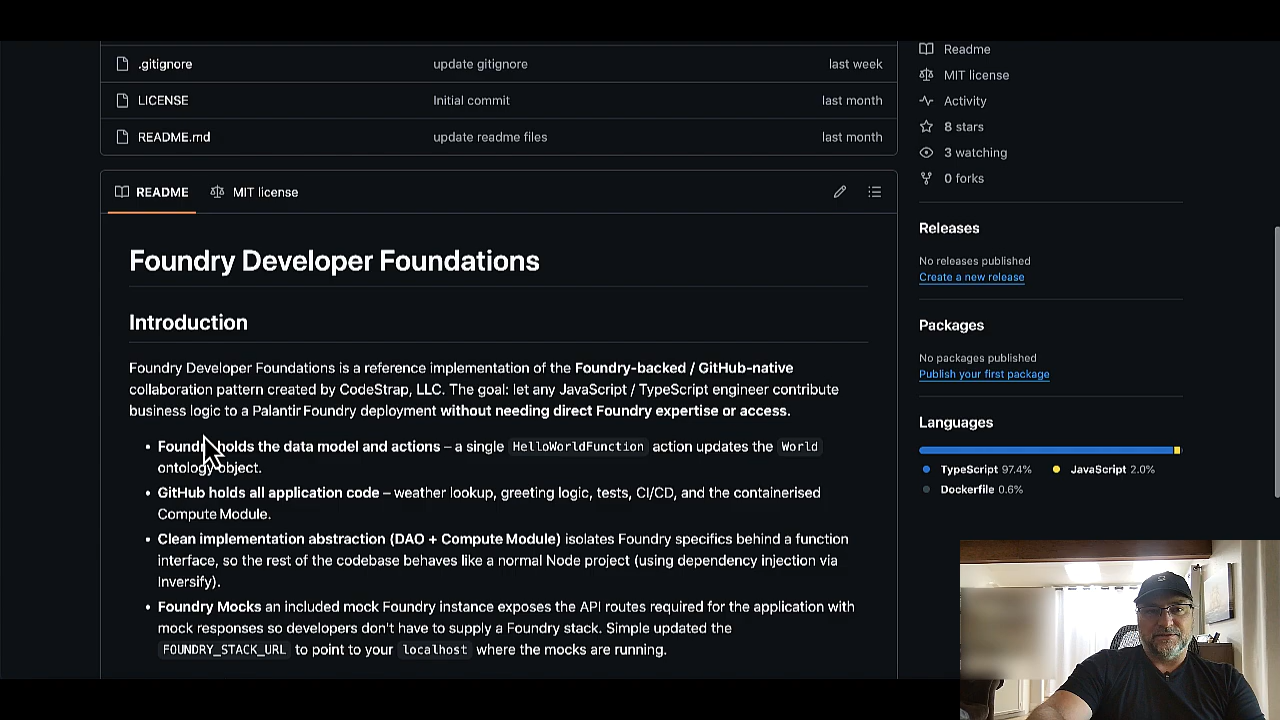 .gitignore update gitignore last week
LICENSE Initial commit last month
README.md update readme files last month
README MIT license
Foundry Developer Foundations
Introduction
Foundry Developer Foundations is a reference implementation of the Foundry-backed / GitHub-native
collaboration pattern created by CodeStrap, LLC. The goal: let any JavaScript / TypeScript engineer contribute
business logic to a Palantir Foundry deployment without needing direct Foundry expertise or access.
• Foundry holds the data model and actions – a single HelloWorldFunction action updates the World
ontology object.
• GitHub holds all application code – weather lookup, greeting logic, tests, CI/CD, and the containerised
Compute Module.
• Clean implementation abstraction (DAO + Compute Module) isolates Foundry specifics behind a function
interface, so the rest of the codebase behaves like a normal Node project (using dependency injection via
Inversify).
• Foundry Mocks an included mock Foundry instance exposes the API routes required for the application with
mock responses so developers don't have to supply a Foundry stack. Simple updated the
FOUNDRY_STACK_URL to point to your localhost where the mocks are running.
Readme
MIT license
Activity
8 stars
3 watching
0 forks
Releases
No releases published
Create a new release
Packages
No packages published
Publish your first package
Languages
TypeScript 97.4% JavaScript 2.0%
Dockerfile 0.6%